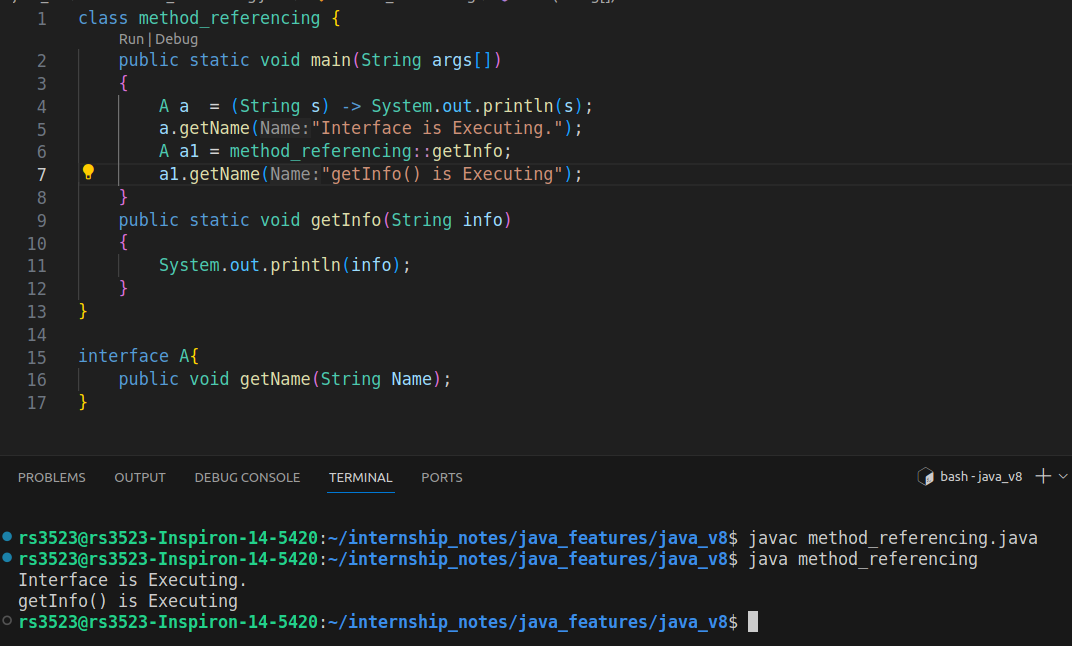 1 class method_referencing {
Run | Debug
2 public static void main(String args[])
3 {
4 A a  = (String s) -> System.out.println(s);
5 a.getName(Name:"Interface is Executing.");
6 A a1 = method_referencing::getInfo;
7 a1.getName(Name:"getInfo() is Executing");
8 }
9 public static void getInfo(String info)
10 {
11 System.out.println(info);
12 }
13 }
14
15 interface A{
16 public void getName(String Name);
17 }
PROBLEMS OUTPUT DEBUG CONSOLE TERMINAL PORTS bash - java_v8
rs3523@rs3523-Inspiron-14-5420:~/internship_notes/java_features/java_v8$ javac method_referencing.java
rs3523@rs3523-Inspiron-14-5420:~/internship_notes/java_features/java_v8$ java method_referencing
Interface is Executing.
getInfo() is Executing
rs3523@rs3523-Inspiron-14-5420:~/internship_notes/java_features/java_v8$